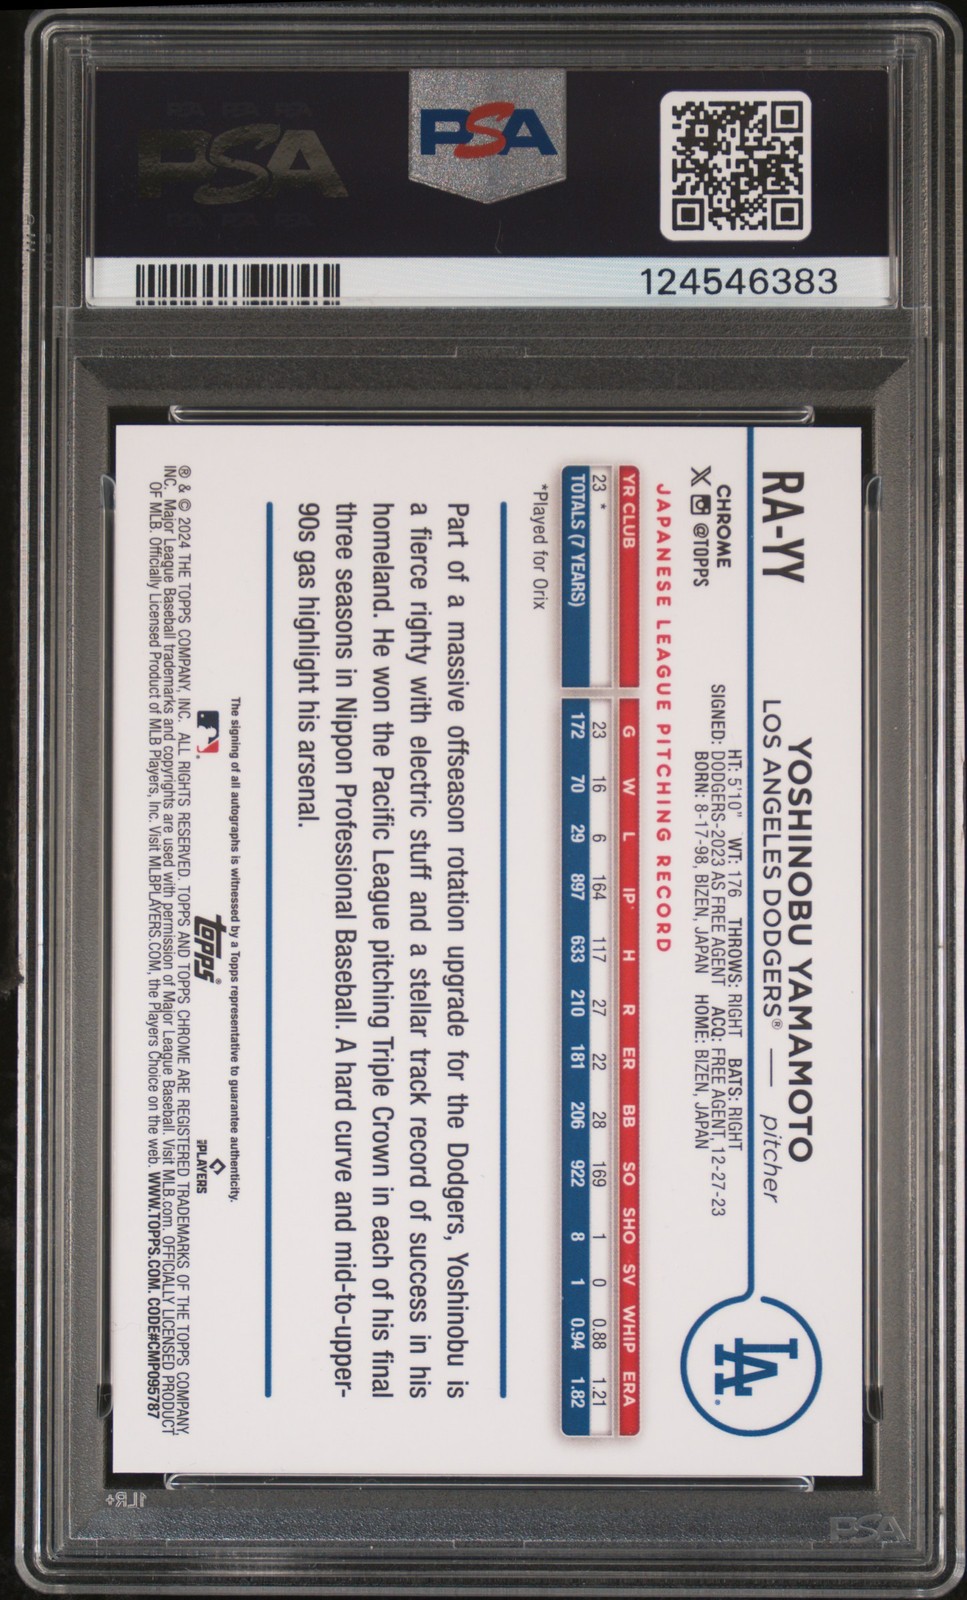 PSA
PSA
124546383
RA-YY
YOSHINOBU YAMAMOTO
LOS ANGELES DODGERS® — pitcher
LA
CHROME
@TOPPS
HT: 5'10" WT: 176 THROWS: RIGHT BATS: RIGHT
SIGNED: DODGERS-2023 AS FREE AGENT ACQ: FREE AGENT, 12-27-23
BORN: 8-17-98, BIZEN, JAPAN HOME: BIZEN, JAPAN
JAPANESE LEAGUE PITCHING RECORD
YR CLUB G W L IP H R ER BB SO SHO SV WHIP ERA
23 * 23 16 6 164 117 27 22 28 169 1 0 0.88 1.21
TOTALS (7 YEARS) 172 70 29 897 633 210 181 206 922 8 1 0.94 1.82
*Played for Orix
Part of a massive offseason rotation upgrade for the Dodgers, Yoshinobu is
a fierce righty with electric stuff and a stellar track record of success in his
homeland. He won the Pacific League pitching Triple Crown in each of his final
three seasons in Nippon Professional Baseball. A hard curve and mid-to-upper-
90s gas highlight his arsenal.
The signing of all autographs is witnessed by a Topps representative to guarantee authenticity.
topps®
PLAYERS
® & © 2024 THE TOPPS COMPANY, INC. ALL RIGHTS RESERVED. TOPPS AND TOPPS CHROME ARE REGISTERED TRADEMARKS OF THE TOPPS COMPANY,
INC. Major League Baseball trademarks and copyrights are used with permission of Major League Baseball. Visit MLB.com. OFFICIALLY LICENSED PRODUCT
OF MLB. Officially Licensed Product of MLB Players, Inc. Visit MLBPLAYERS.COM, the Players Choice on the web. WWW.TOPPS.COM. CODE#CMP095787
PSA